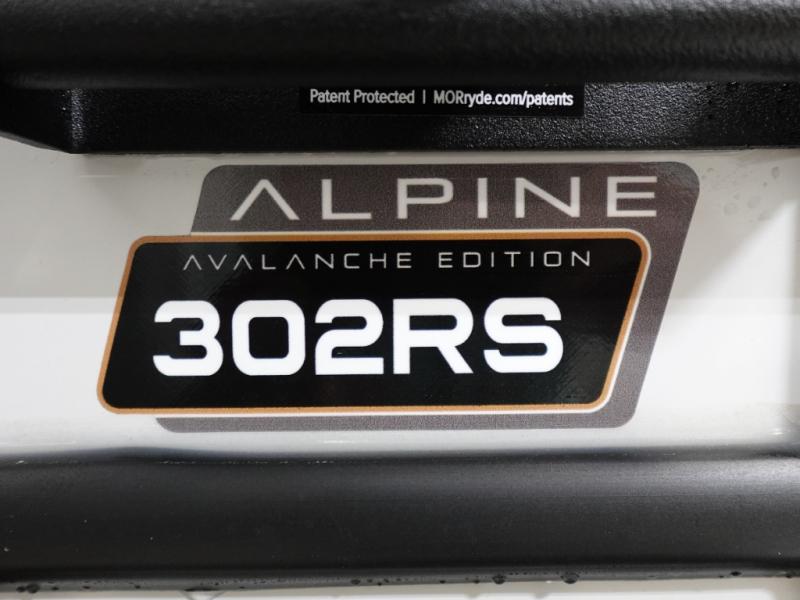 Patent Protected | MORryde.com/patents
ALPINE
AVALANCHE EDITION
302RS